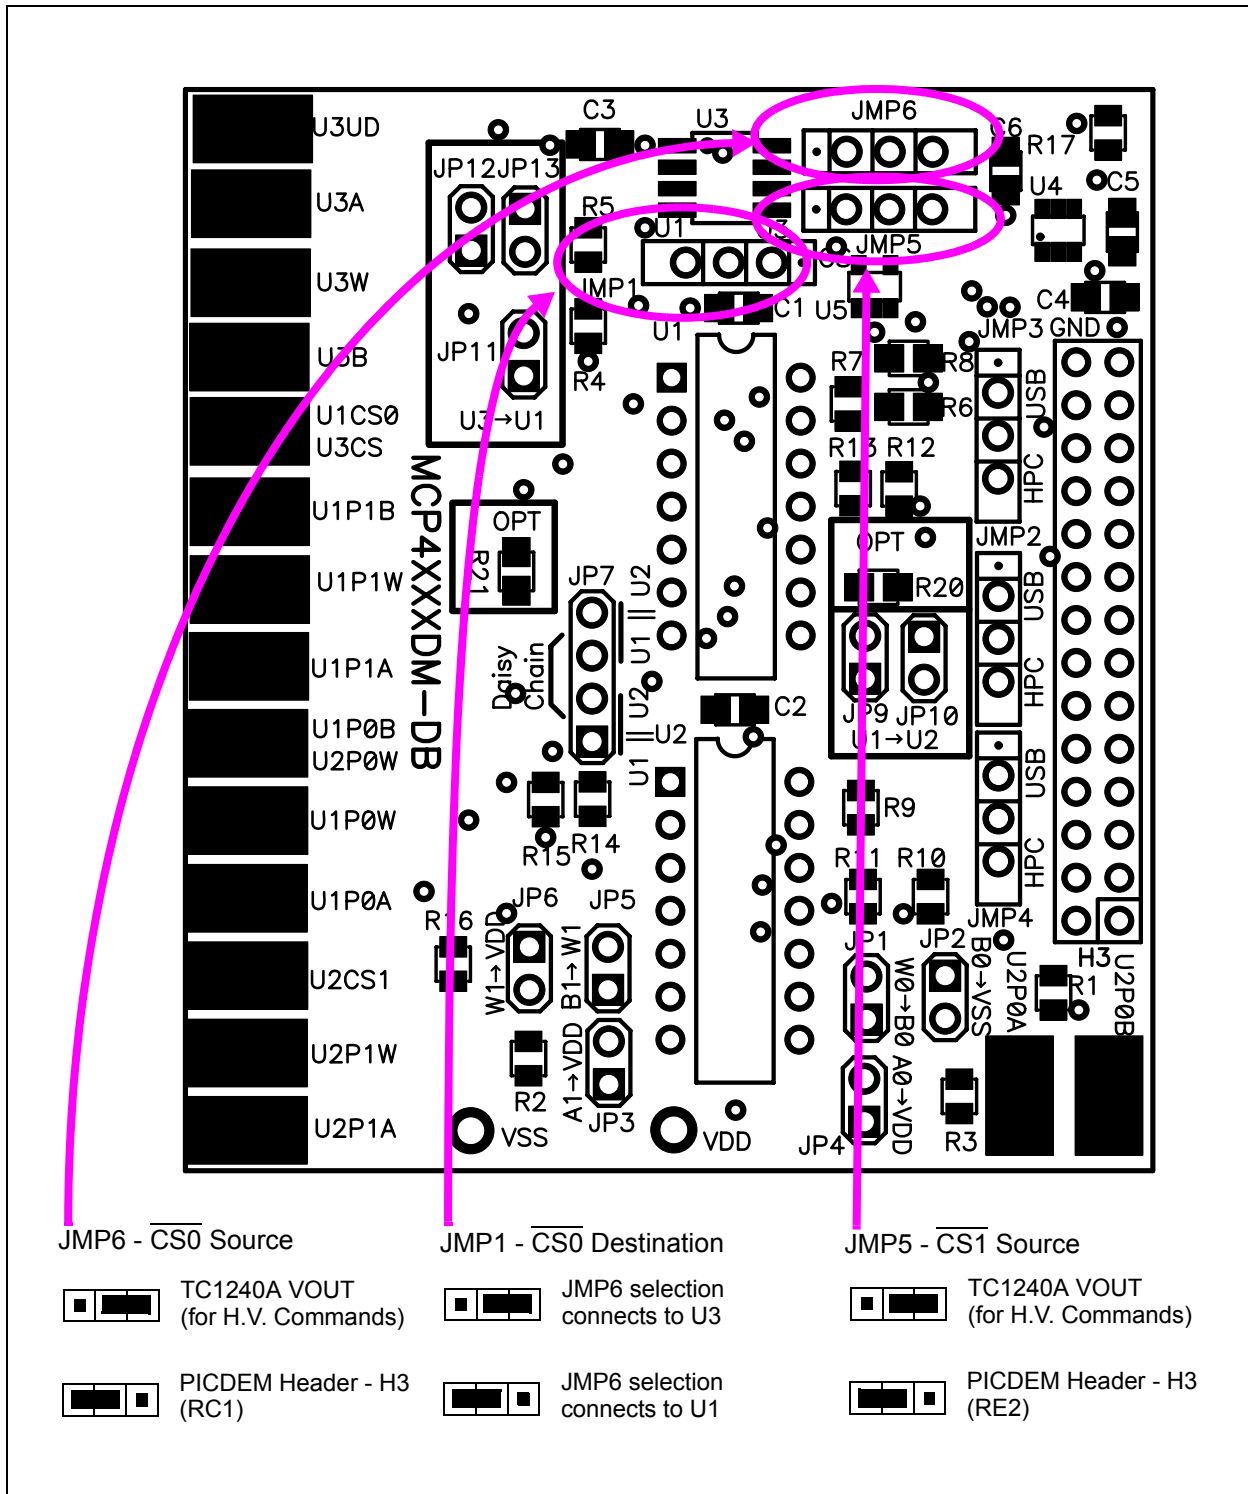 U3UD
C3
U3
JMP6
C6
R17
JP12
JP13
U3A
R5
U1
U4
C5
JMP5
U3W
JMP1
U5
C4
C1
U1
JMP3
GND
U3B
JP11
R4
R7
R8
USB
U1CS0
U3→U1
R6
U3CS
R13
R12
HPC
MCP4XXXDM-DB
U1P1B
OPT
OPT
JMP2
R21
U1P1W
JP7
U2
R20
USB
U1
Daisy
Chain
U1P1A
HPC
U2
C2
JP9
JP10
U1P0B
U1
U2
U1→U2
U2P0W
USB
U1P0W
R9
R15
R14
R11
R10
HPC
U1P0A
JP6
JP5
JMP4
R16
JP1
JP2
H3
W1→VDD
B1→W1
W0→B0
B0→VSS
U2P0A
R1
U2P0B
U2CS1
U2P1W
A1→VDD
A0→VDD
R2
U2P1A
VSS
JP3
VDD
JP4
R3
JMP6 - CS0 Source
TC1240A VOUT
(for H.V. Commands)
PICDEM Header - H3
(RC1)
JMP1 - CS0 Destination
JMP6 selection
connects to U3
JMP6 selection
connects to U1
JMP5 - CS1 Source
TC1240A VOUT
(for H.V. Commands)
PICDEM Header - H3
(RE2)